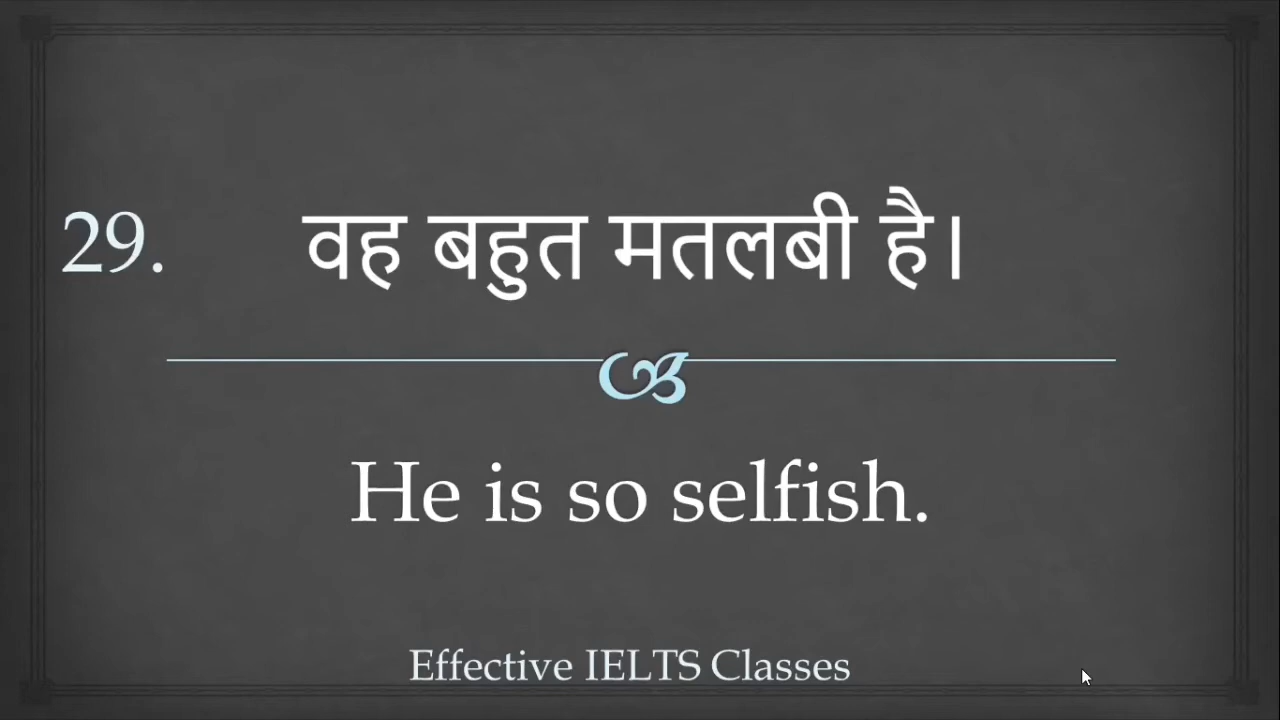 29. वह बहुत मतलबी है।
He is so selfish.
Effective IELTS Classes